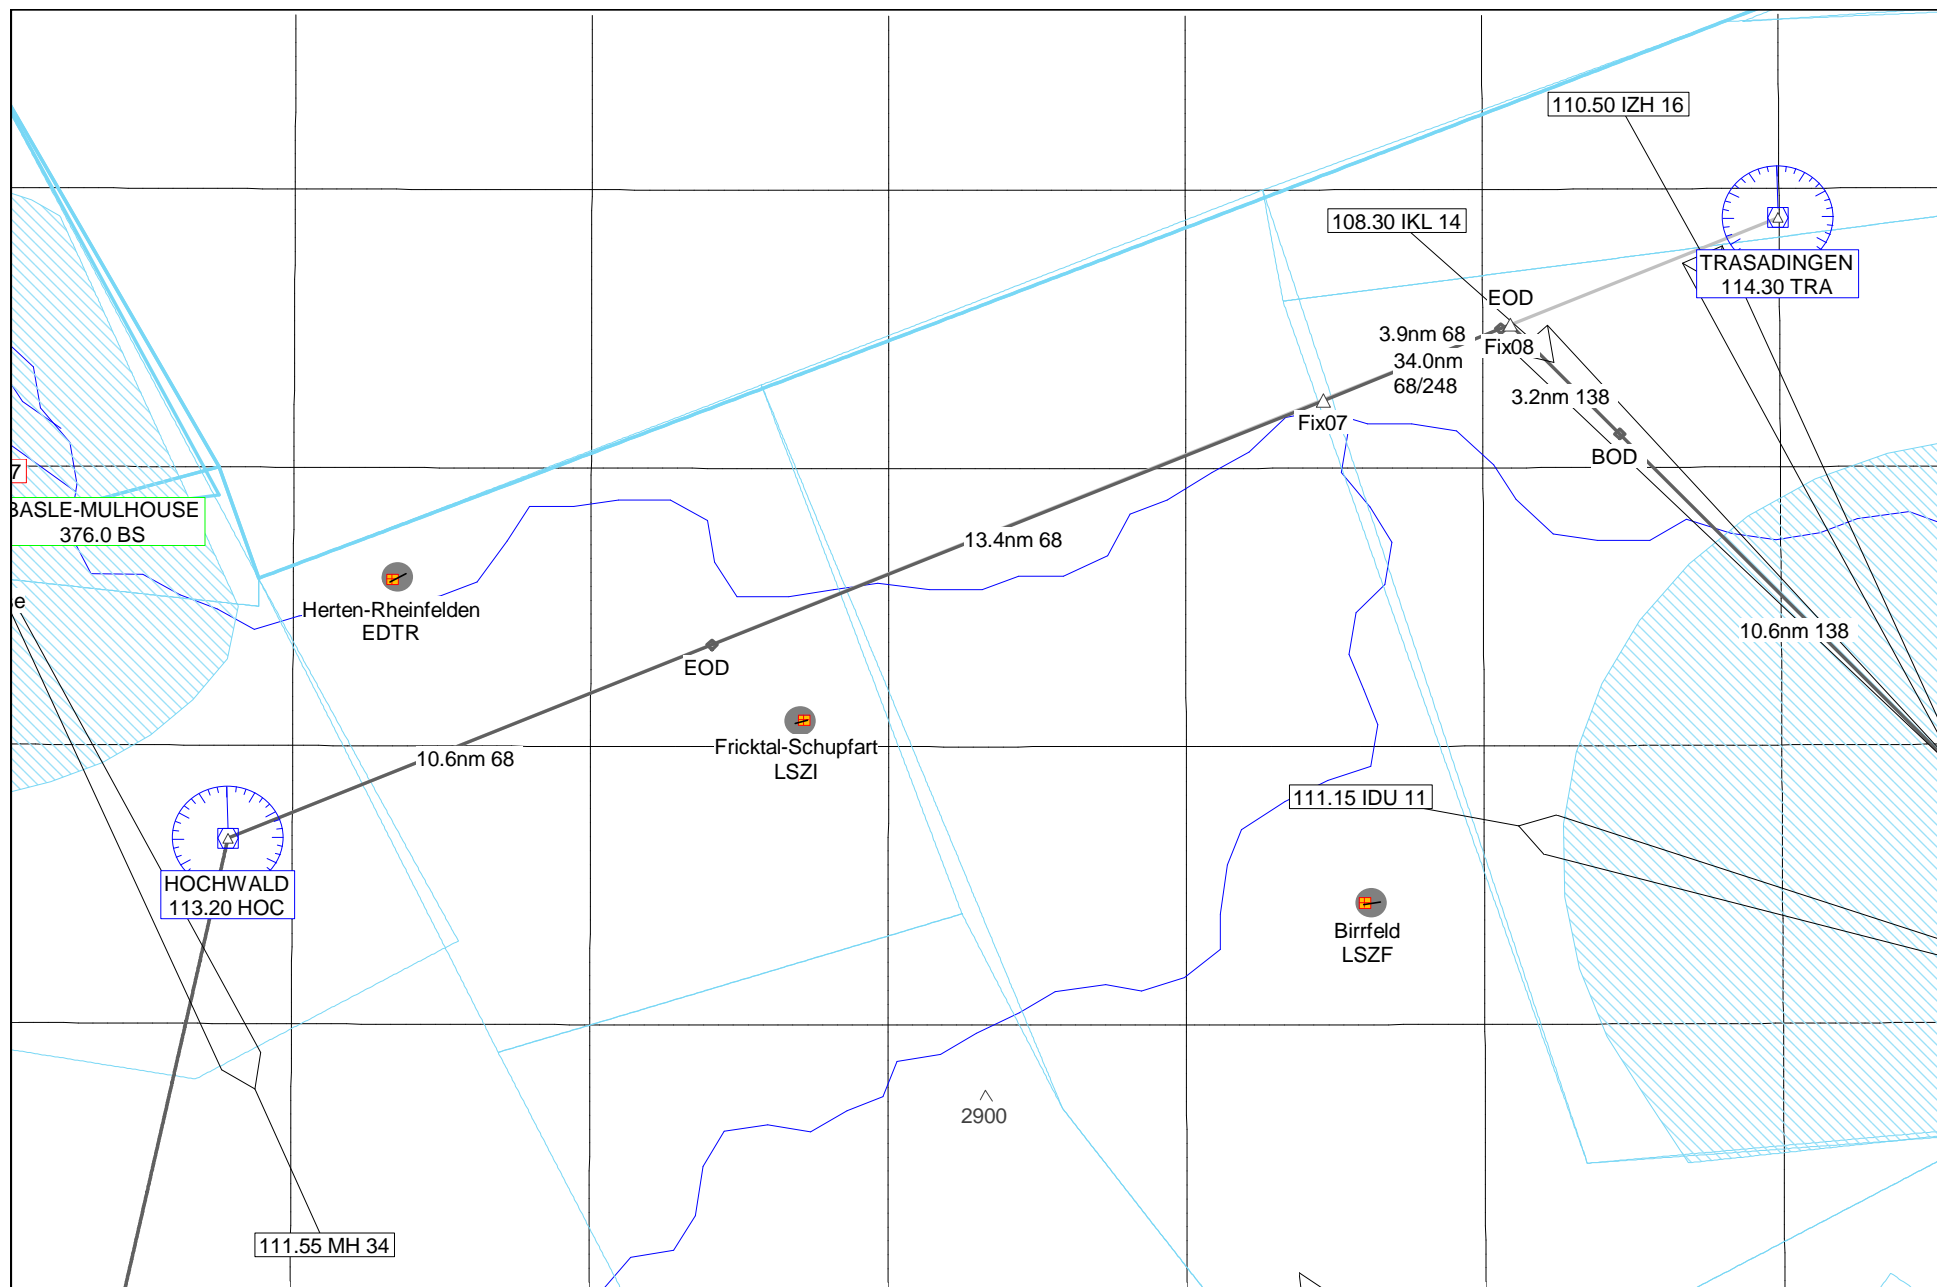 110.50 IZH 16
108.30 IKL 14
TRASADINGEN
114.30 TRA
EOD
3.9nm 68
Fix08
34.0nm
68/248
3.2nm 138
Fix07
BOD
7
BASLE-MULHOUSE
376.0 BS
13.4nm 68
se
Herten-Rheinfelden
EDTR
10.6nm 138
EOD
Fricktal-Schupfart
LSZI
10.6nm 68
111.15 IDU 11
HOCHWALD
113.20 HOC
Birrfeld
LSZF
2900
111.55 MH 34